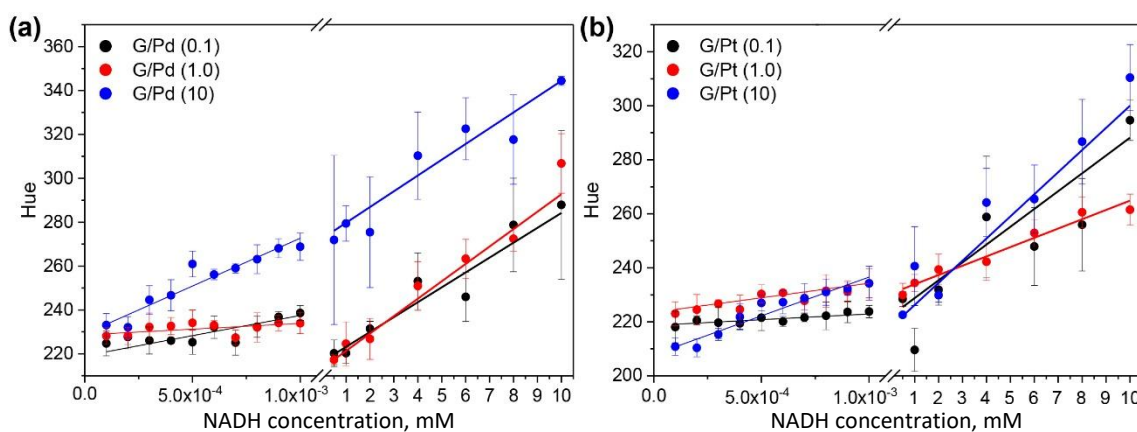 (a)
G/Pd (0.1)
G/Pd (1.0)
G/Pd (10)
Hue
360
340
320
300
280
260
240
220
0.0 5.0x10⁻⁴ 1.0x10⁻³ 1 2 3 4 5 6 7 8 9 10
NADH concentration, mM
(b)
G/Pt (0.1)
G/Pt (1.0)
G/Pt (10)
Hue
320
300
280
260
240
220
200
0.0 5.0x10⁻⁴ 1.0x10⁻³ 1 2 3 4 5 6 7 8 9 10
NADH concentration, mM